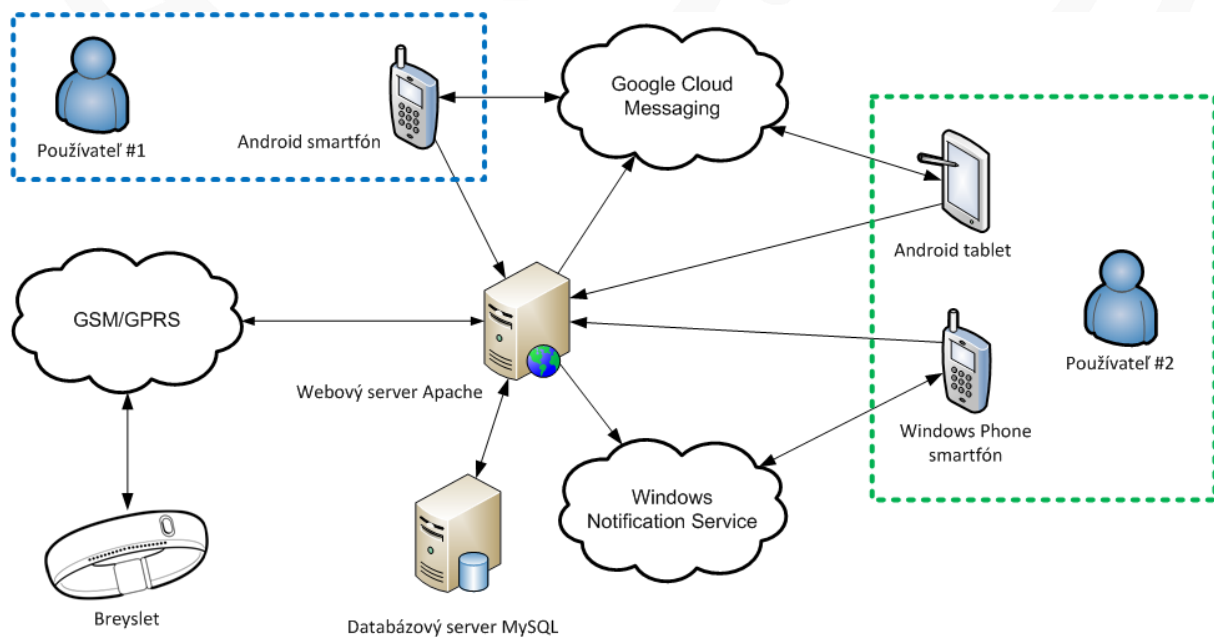 Používateľ #1
Android smartfón
Google Cloud
Messaging
Android tablet
GSM/GPRS
Používateľ #2
Webový server Apache
Windows Phone
smartfón
Windows
Notification Service
Breyslet
Databázový server MySQL